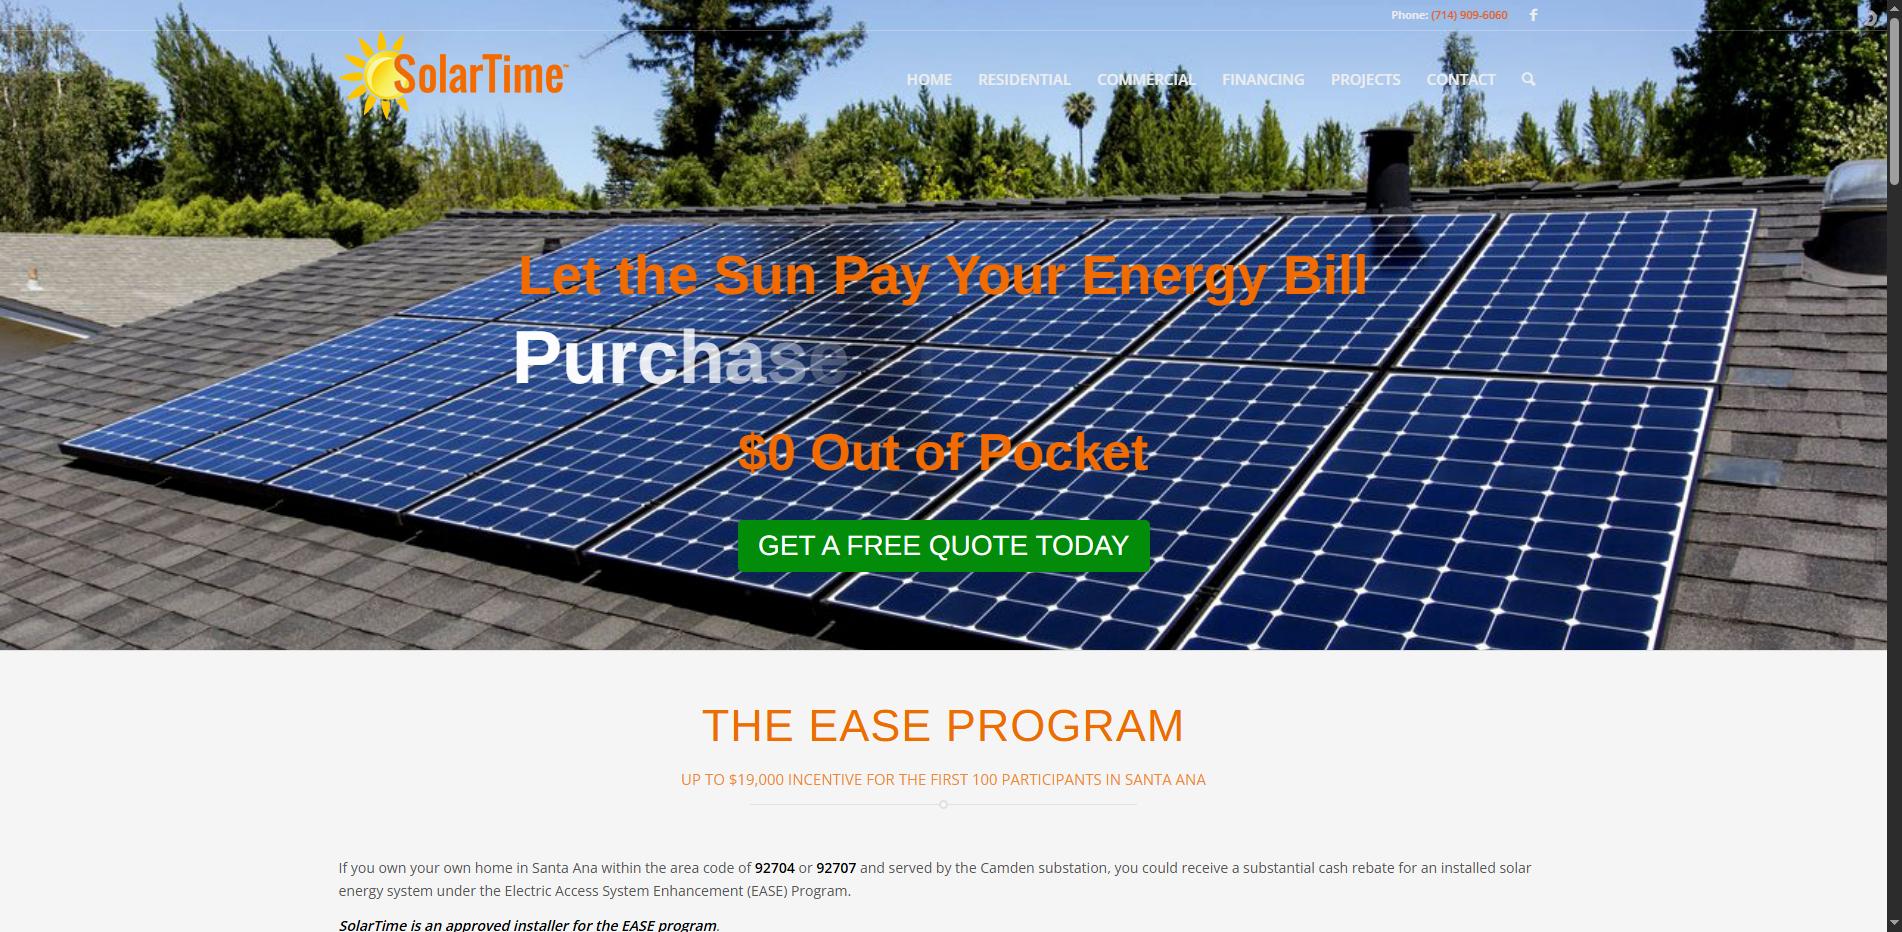 Phone: (714) 909-6060
SolarTime™
HOME RESIDENTIAL COMMERCIAL FINANCING PROJECTS CONTACT
Let the Sun Pay Your Energy Bill
Purchase
$0 Out of Pocket
GET A FREE QUOTE TODAY
THE EASE PROGRAM
UP TO $19,000 INCENTIVE FOR THE FIRST 100 PARTICIPANTS IN SANTA ANA
If you own your own home in Santa Ana within the area code of 92704 or 92707 and served by the Camden substation, you could receive a substantial cash rebate for an installed solar
energy system under the Electric Access System Enhancement (EASE) Program.
SolarTime is an approved installer for the EASE program.